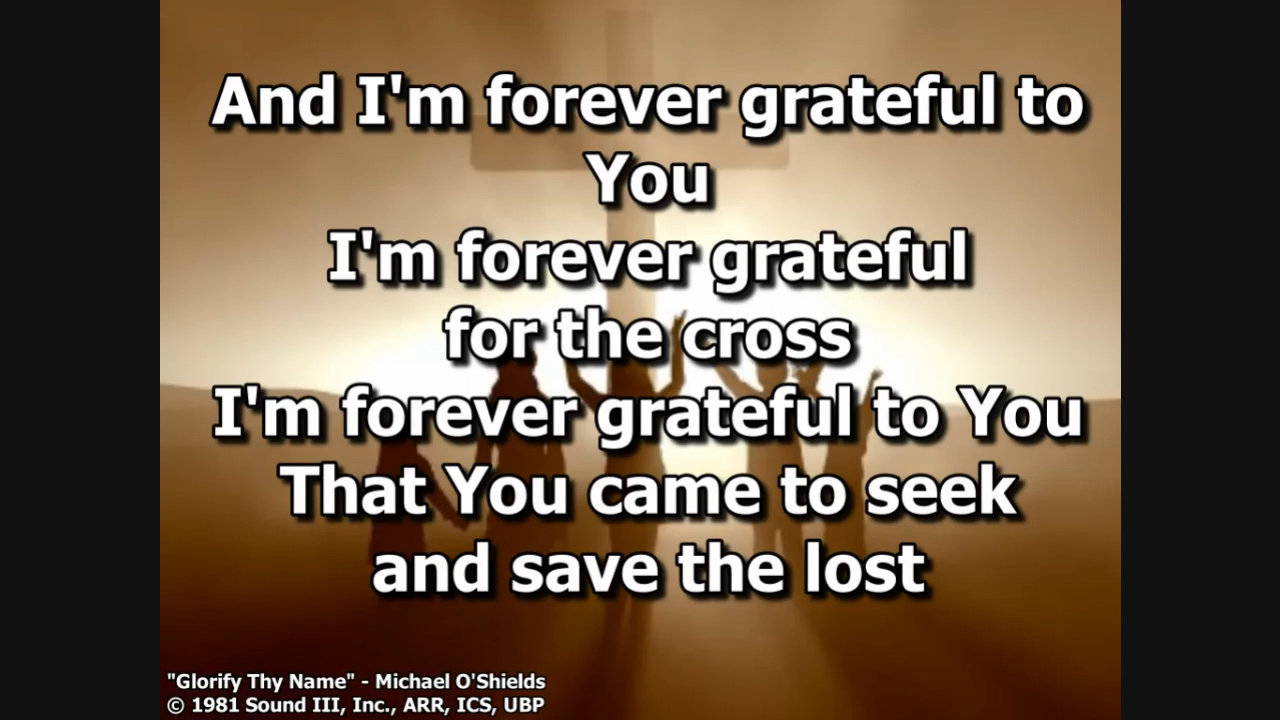 And I'm forever grateful to
You
I'm forever grateful
for the cross
I'm forever grateful to You
That You came to seek
and save the lost
"Glorify Thy Name" - Michael O'Shields
© 1981 Sound III, Inc., ARR, ICS, UBP